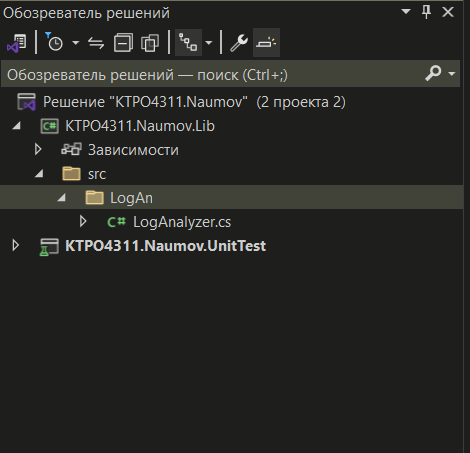 Обозреватель решений
Обозреватель решений — поиск (Ctrl+;)
Решение "KTPO4311.Naumov" (2 проекта 2)
KTPO4311.Naumov.Lib
Зависимости
src
LogAn
C# LogAnalyzer.cs
KTPO4311.Naumov.UnitTest